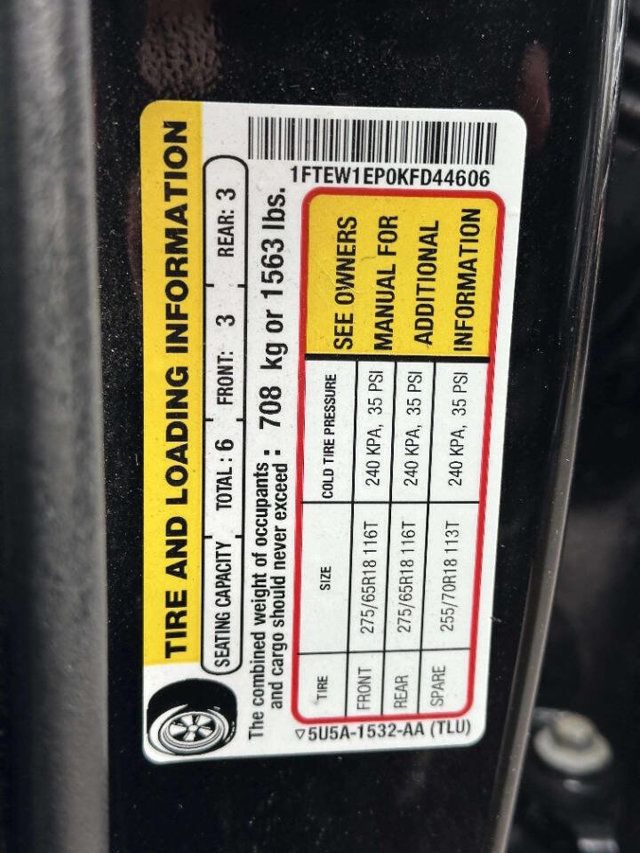 TIRE AND LOADING INFORMATION
SEATING CAPACITY TOTAL : 6 FRONT: 3 REAR: 3
The combined weight of occupants
and cargo should never exceed : 708 kg or 1563 lbs.
TIRE SIZE COLD TIRE PRESSURE
FRONT 275/65R18 116T 240 KPA, 35 PSI
REAR 275/65R18 116T 240 KPA, 35 PSI
SPARE 255/70R18 113T 240 KPA, 35 PSI
SEE OWNERS
MANUAL FOR
ADDITIONAL
INFORMATION
5U5A-1532-AA (TLU)
1FTEW1EP0KFD44606